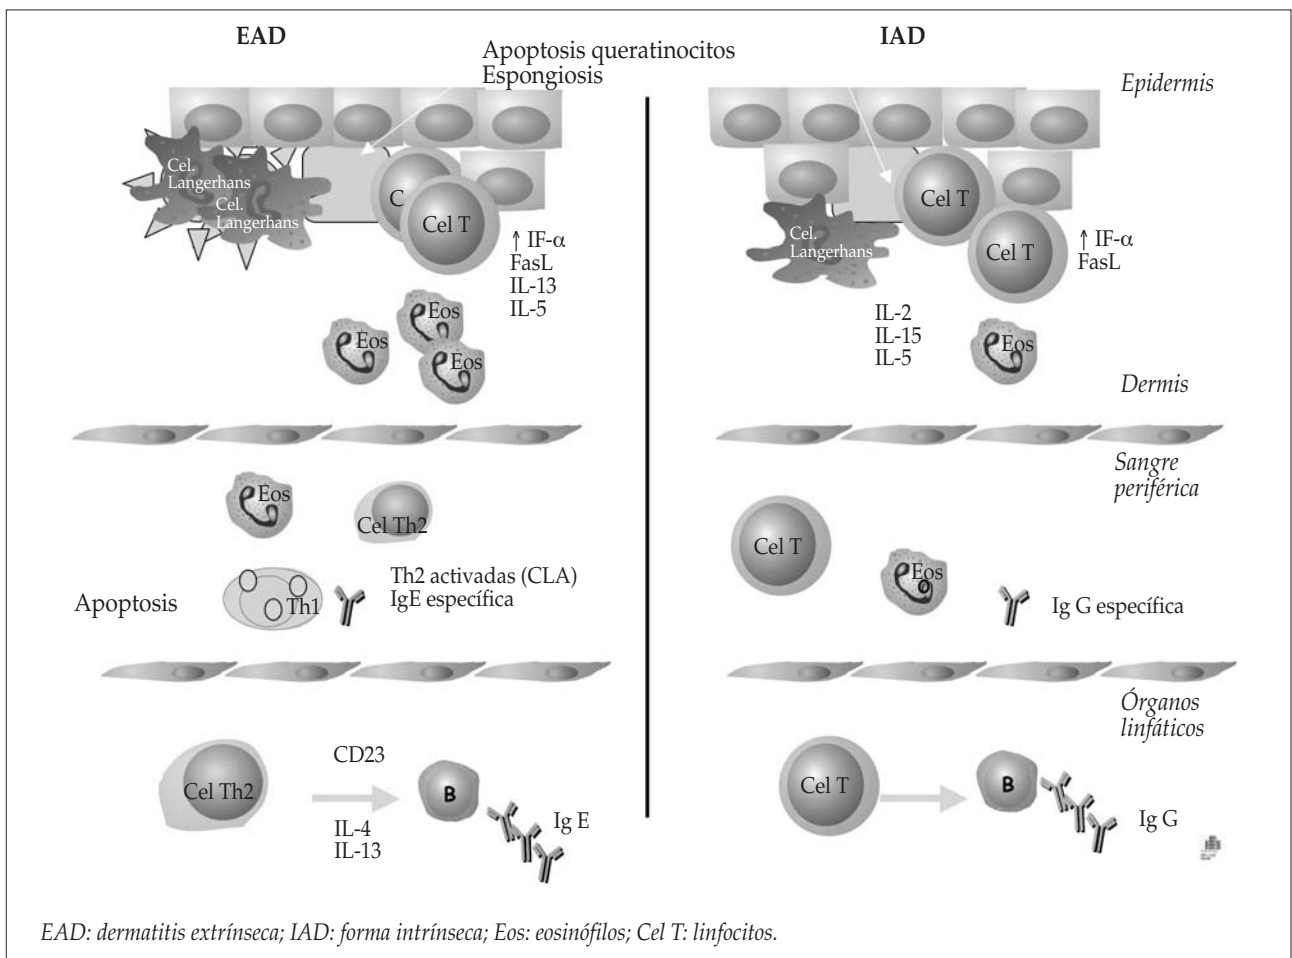 EAD
IAD
Apoptosis queratinocitos
Espongiosis
Epidermis
Cel.
Langerhans
Cel.
Langerhans
C
Cel T
↑ IF-α
FasL
IL-13
IL-5
Eos
Eos
Eos
Cel.
Langerhans
Cel T
Cel T
↑ IF-α
FasL
IL-2
IL-15
IL-5
Eos
Dermis
Eos
Cel Th2
Apoptosis
Th1
Th2 activadas (CLA)
IgE específica
Sangre
periférica
Cel T
Eos
Ig G específica
Cel Th2
CD23
IL-4
IL-13
B
Ig E
Órganos
linfáticos
Cel T
B
Ig G
EAD: dermatitis extrínseca; IAD: forma intrínseca; Eos: eosinófilos; Cel T: linfocitos.